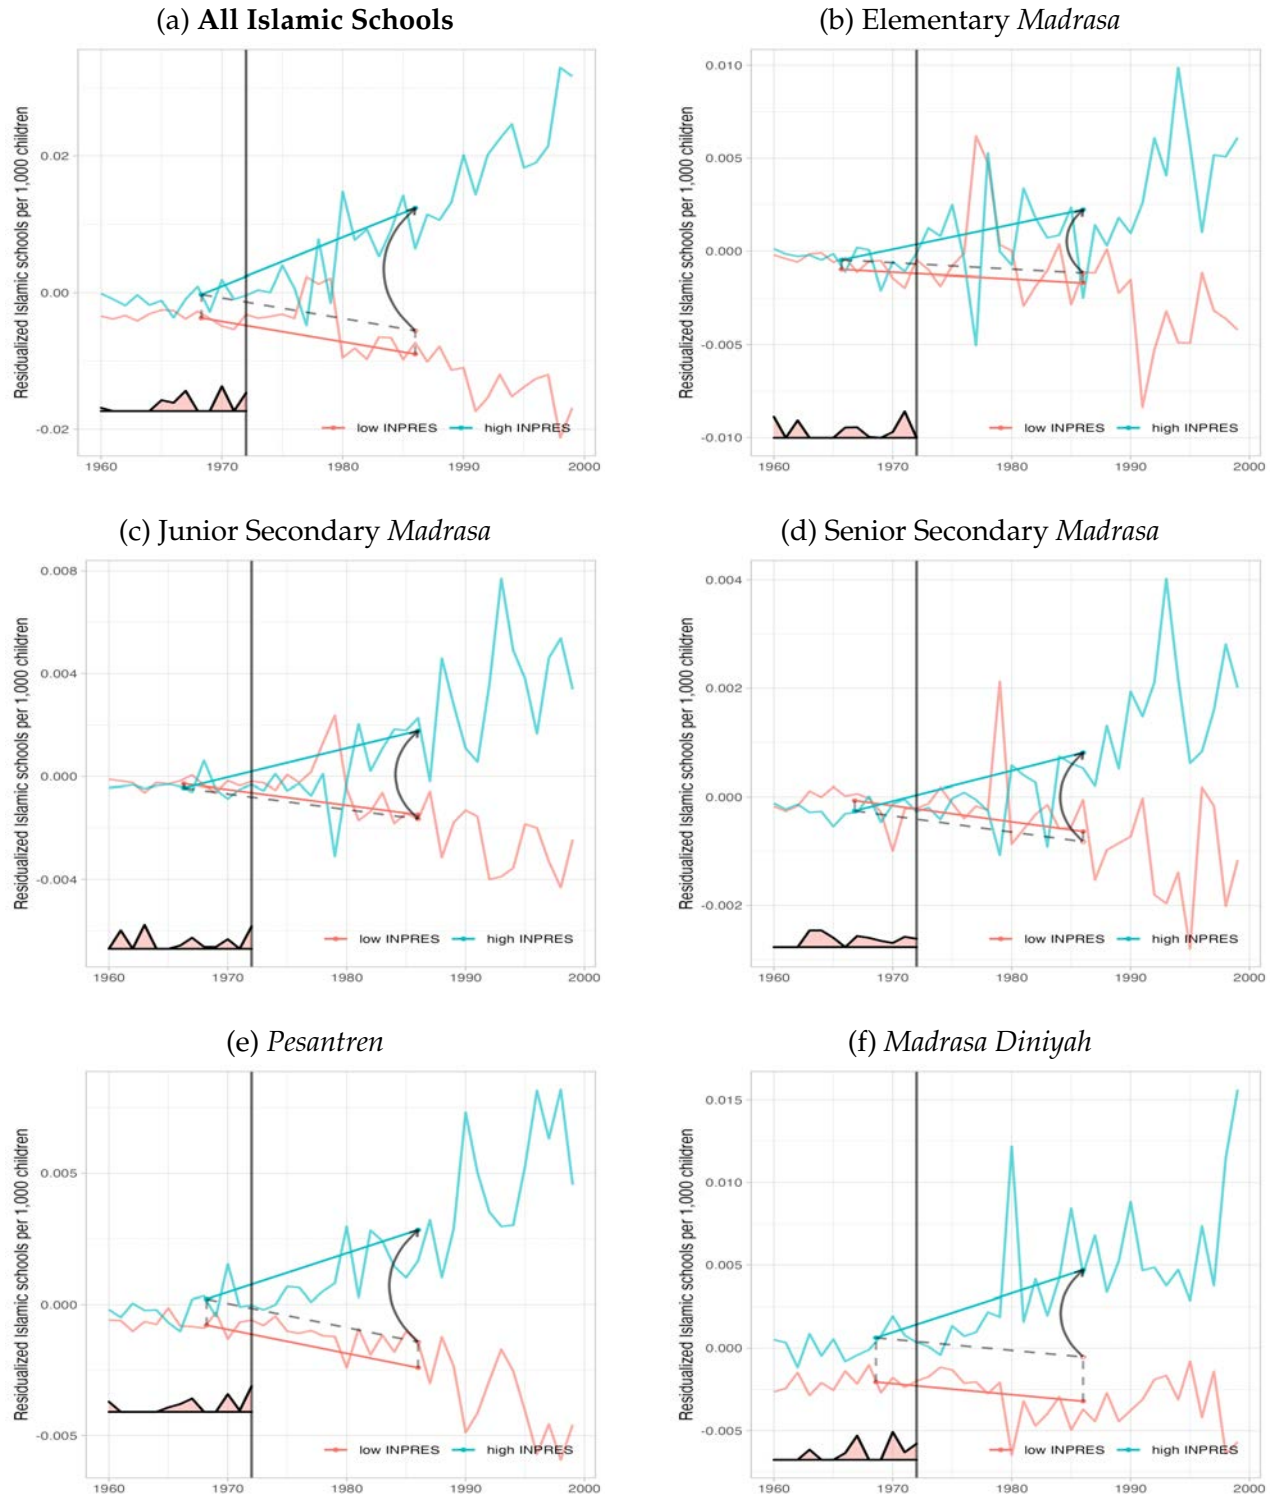 (a) All Islamic Schools
(b) Elementary Madrasa
Residualized Islamic schools per 1,000 children
0.02
0.00
-0.02
low INPRES high INPRES
1960 1970 1980 1990 2000
Residualized Islamic schools per 1,000 children
0.010
0.005
0.000
-0.005
-0.010
low INPRES high INPRES
1960 1970 1980 1990 2000
(c) Junior Secondary Madrasa
(d) Senior Secondary Madrasa
Residualized Islamic schools per 1,000 children
0.008
0.004
0.000
-0.004
low INPRES high INPRES
1960 1970 1980 1990 2000
Residualized Islamic schools per 1,000 children
0.004
0.002
0.000
-0.002
low INPRES high INPRES
1960 1970 1980 1990 2000
(e) Pesantren
(f) Madrasa Diniyah
Residualized Islamic schools per 1,000 children
0.005
0.000
-0.005
low INPRES high INPRES
1960 1970 1980 1990 2000
Residualized Islamic schools per 1,000 children
0.015
0.010
0.005
0.000
-0.005
low INPRES high INPRES
1960 1970 1980 1990 2000